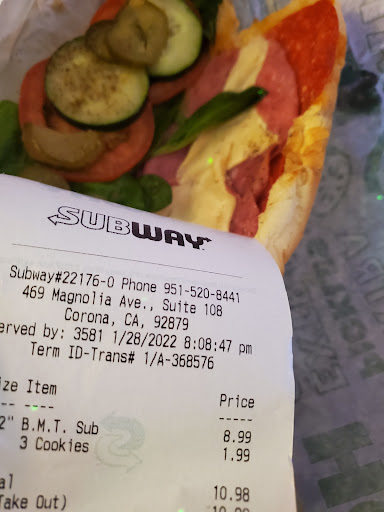 SUBWAY
Subway#22176-0 Phone 951-520-8441
469 Magnolia Ave., Suite 108
Corona, CA, 92879
erved by: 3581 1/28/2022 8:08:47 pm
Term ID-Trans# 1/A-368576
ize Item Price
-- ---- -----
2" B.M.T. Sub 8.99
3 Cookies 1.99
al 10.98
Take Out)